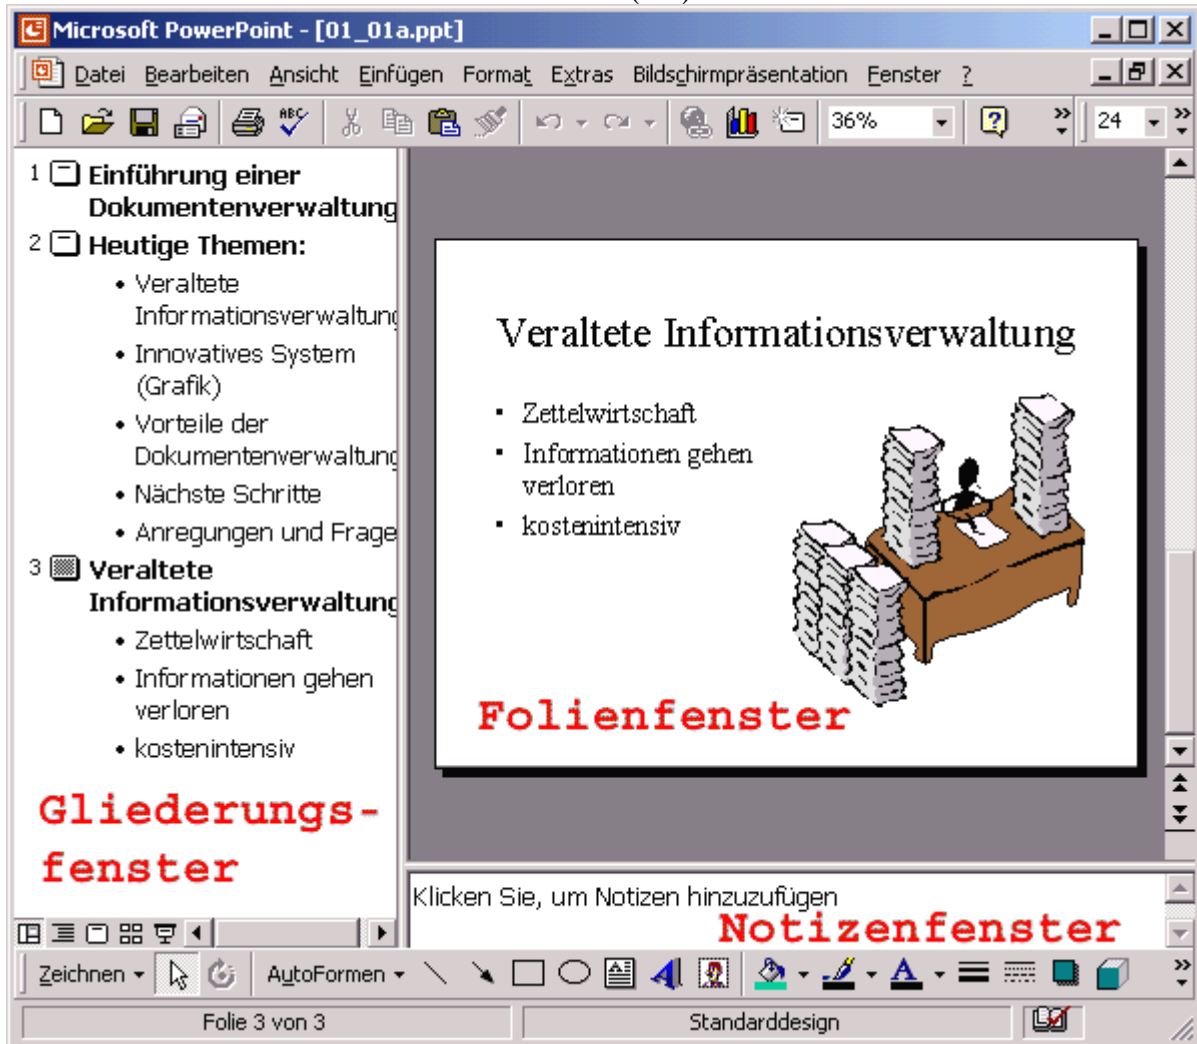 Microsoft PowerPoint - [01_01a.ppt]
Datei Bearbeiten Ansicht Einfügen Format Extras Bildschirmpräsentation Fenster ?
ABC 36% 24
1 Einführung einer
Dokumentenverwaltung
2 Heutige Themen:
• Veraltete
Informationsverwaltung
• Innovatives System
(Grafik)
• Vorteile der
Dokumentenverwaltung
• Nächste Schritte
• Anregungen und Frage
3 Veraltete
Informationsverwaltung
• Zettelwirtschaft
• Informationen gehen
verloren
• kostenintensiv
Gliederungs-
fenster
Veraltete Informationsverwaltung
▪ Zettelwirtschaft
▪ Informationen gehen
verloren
▪ kostenintensiv
Folienfenster
Klicken Sie, um Notizen hinzuzufügen
Notizenfenster
Zeichnen AutoFormen
Folie 3 von 3 Standarddesign